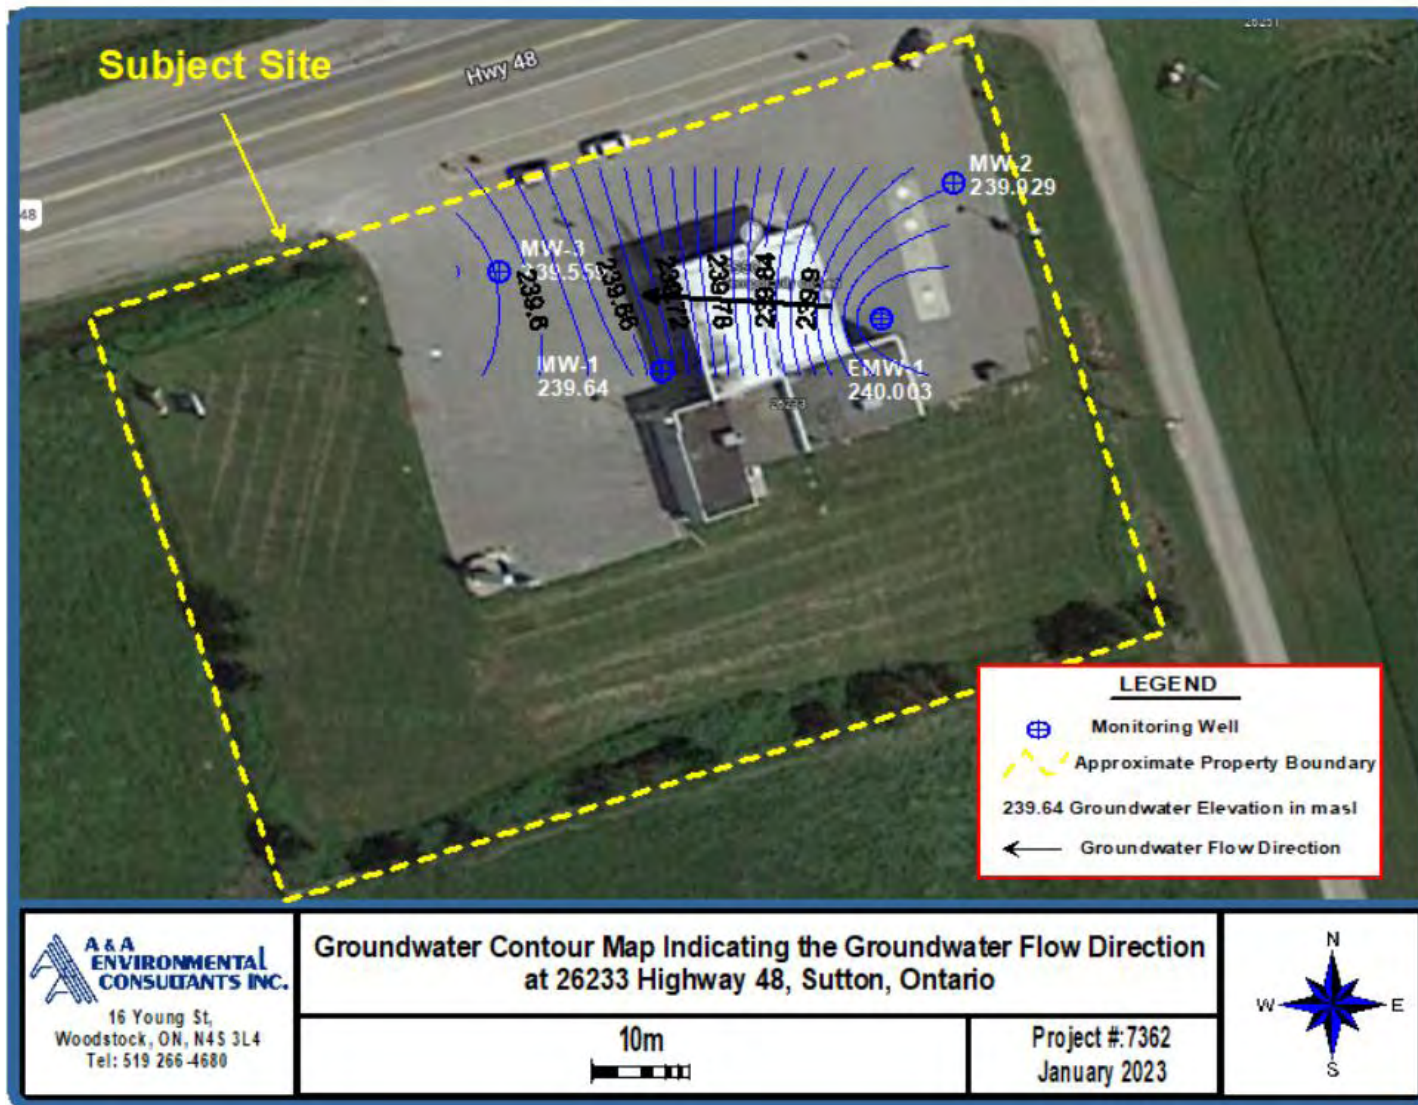 26251
Subject Site
Hwy 48
48
MW-2
239.929
MW-3
239.559
239.6
239.66
239.72
239.78
239.84
239.9
MW-1
239.64
EMW-1
240.003
26233
LEGEND
Monitoring Well
Approximate Property Boundary
239.64 Groundwater Elevation in masl
Groundwater Flow Direction
A & A
ENVIRONMENTAL
CONSULTANTS INC.
16 Young St,
Woodstock, ON, N4S 3L4
Tel: 519 266-4680
Groundwater Contour Map Indicating the Groundwater Flow Direction
at 26233 Highway 48, Sutton, Ontario
10m
Project #:7362
January 2023
N
W
E
S